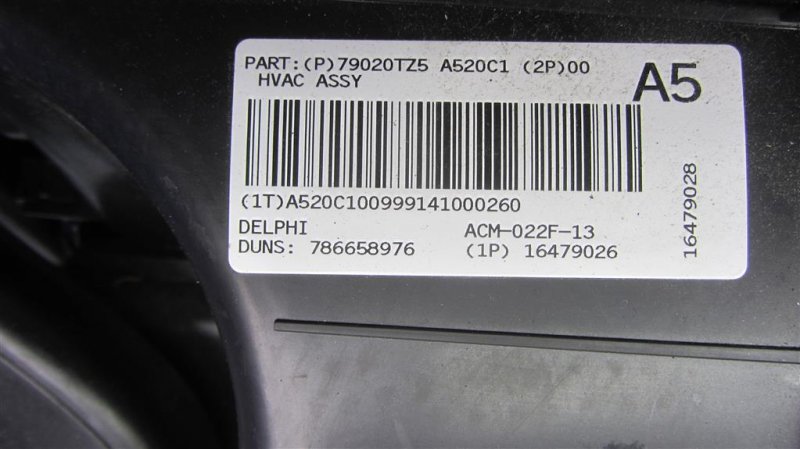 PART:(P)79020TZ5 A520C1 (2P)00
HVAC ASSY
A5
(1T)A520C100999141000260
DELPHI ACM-022F-13
DUNS: 786658976 (1P) 16479026
16479028